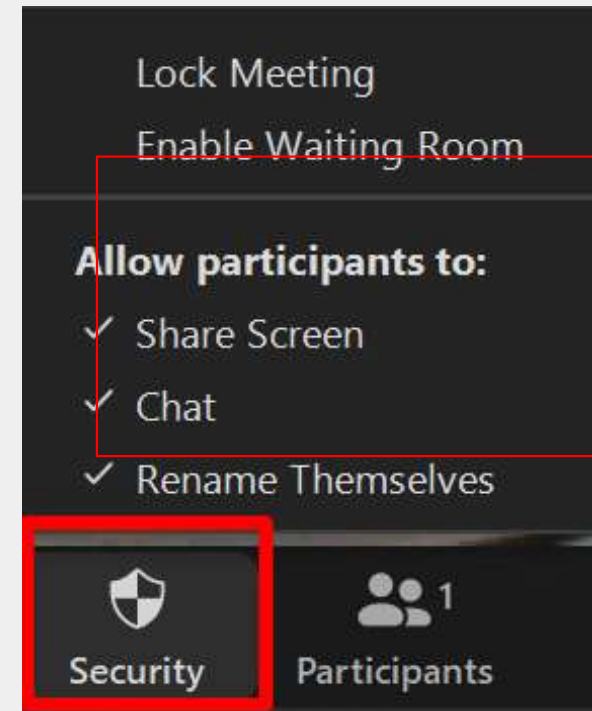 Lock Meeting
Enable Waiting Room
Allow participants to:
Share Screen
Chat
Rename Themselves
1
Security Participants